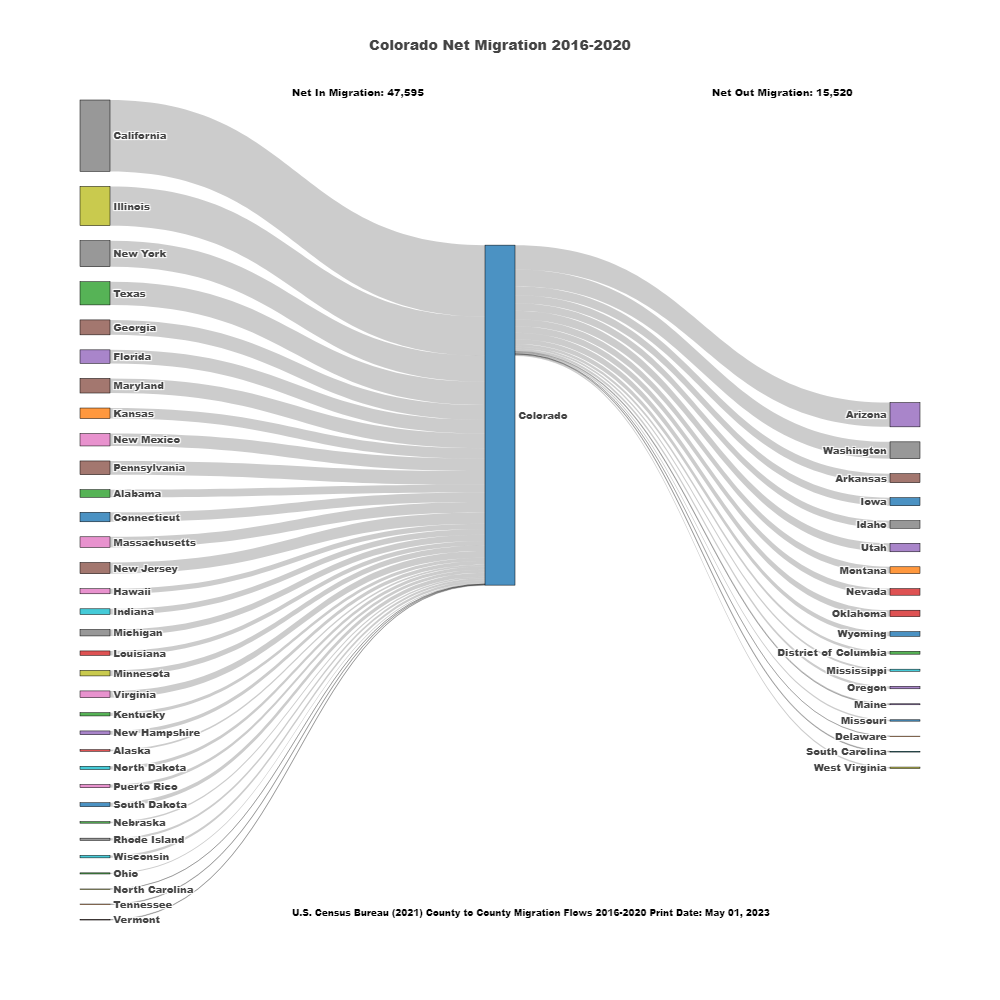 Colorado Net Migration 2016-2020
Net In Migration: 47,595
Net Out Migration: 15,520
California
Illinois
New York
Texas
Georgia
Florida
Maryland
Kansas
New Mexico
Pennsylvania
Alabama
Connecticut
Massachusetts
New Jersey
Hawaii
Indiana
Michigan
Louisiana
Minnesota
Virginia
Kentucky
New Hampshire
Alaska
North Dakota
Puerto Rico
South Dakota
Nebraska
Rhode Island
Wisconsin
Ohio
North Carolina
Tennessee
Vermont
Colorado
Arizona
Washington
Arkansas
Iowa
Idaho
Utah
Montana
Nevada
Oklahoma
Wyoming
District of Columbia
Mississippi
Oregon
Maine
Missouri
Delaware
South Carolina
West Virginia
U.S. Census Bureau (2021) County to County Migration Flows 2016-2020 Print Date: May 01, 2023